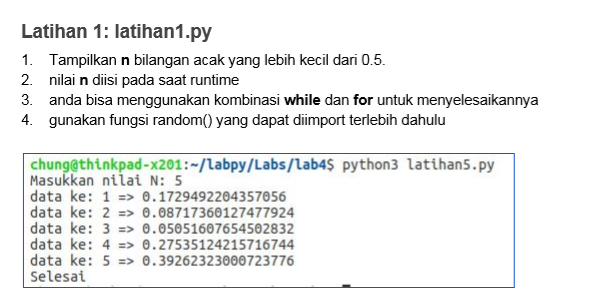 Latihan 1: latihan1.py
1. Tampilkan n bilangan acak yang lebih kecil dari 0.5.
2. nilai n diisi pada saat runtime
3. anda bisa menggunakan kombinasi while dan for untuk menyelesaikannya
4. gunakan fungsi random() yang dapat diimport terlebih dahulu
chung@thinkpad-x201:~/labpy/Labs/lab4$ python3 latihan5.py
Masukkan nilai N: 5
data ke: 1 => 0.1729492204357056
data ke: 2 => 0.08717360127477924
data ke: 3 => 0.05051607654502832
data ke: 4 => 0.27535124215716744
data ke: 5 => 0.39262323000723776
Selesai